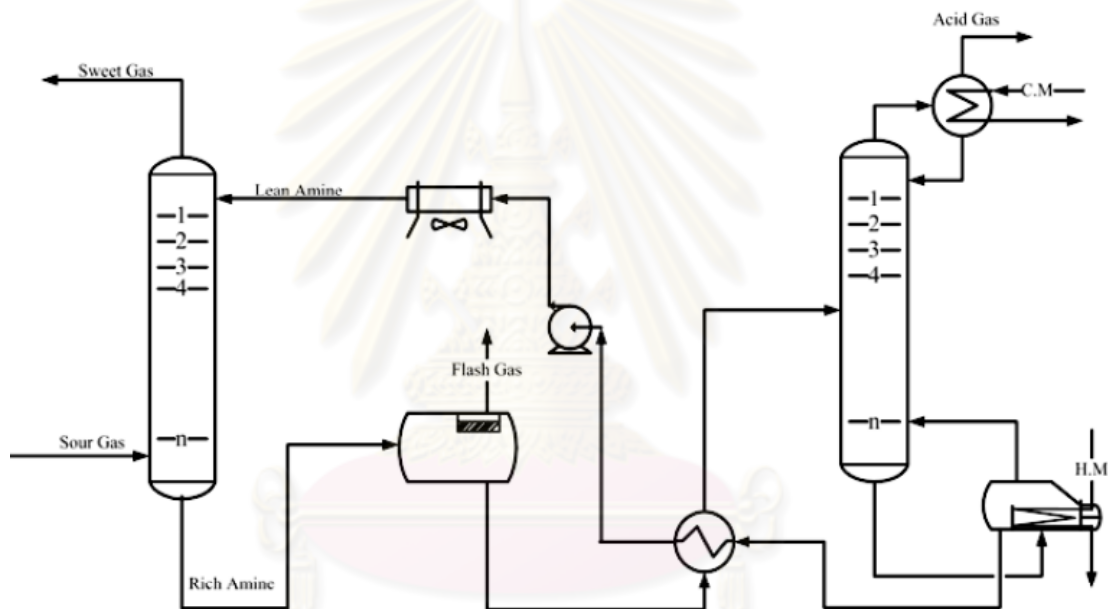 Acid Gas
Sweet Gas
C.M
Lean Amine
1
2
3
4
1
2
3
4
Flash Gas
n
Sour Gas
n
H.M
Rich Amine